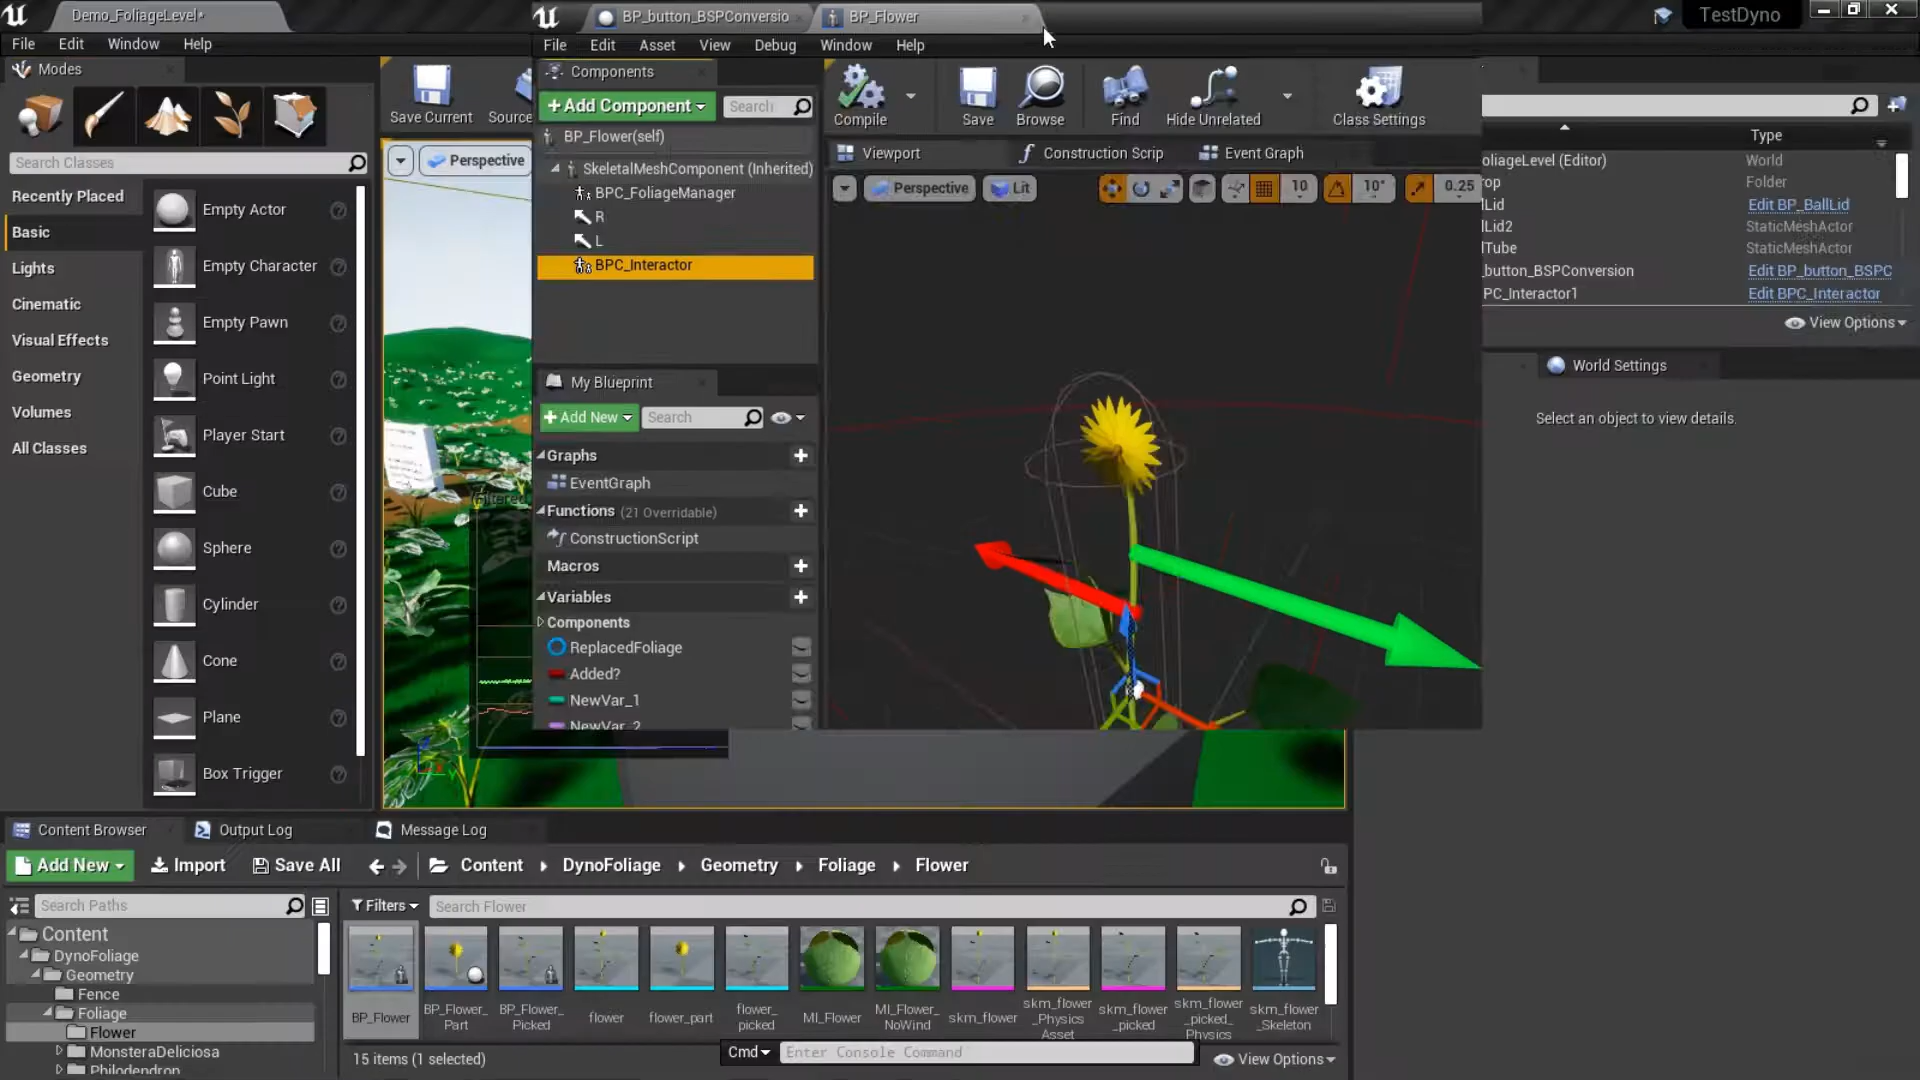 Demo_FoliageLevel*
BP_button_BSPConversio
BP_Flower
TestDyno
File Edit Window Help
File Edit Asset View Debug Window Help
Modes
Components
Save Current
Sourc
+Add Component
Search
Compile
Save
Browse
Find
Hide Unrelated
Class Settings
Search Classes
BP_Flower(self)
Viewport
Construction Scrip
Event Graph
Type
Perspective
SkeletalMeshComponent (Inherited)
BPC_FoliageManager
R
L
BPC_Interactor
Perspective
Lit
10
10°
0.25
oliageLevel (Editor) World
Folder
lLid Edit BP_BallLid
lLid2 StaticMeshActor
lTube StaticMeshActor
_button_BSPConversion Edit BP_button_BSPC
PC_Interactor1 Edit BPC_Interactor
View Options
World Settings
Select an object to view details.
Recently Placed
Basic
Lights
Cinematic
Visual Effects
Geometry
Volumes
All Classes
Empty Actor
Empty Character
Empty Pawn
Point Light
Player Start
Cube
Sphere
Cylinder
Cone
Plane
Box Trigger
My Blueprint
+Add New
Search
Graphs
EventGraph
Functions (21 Overridable)
ConstructionScript
Macros
Variables
Components
ReplacedFoliage
Added?
NewVar_1
NewVar_2
Content Browser
Output Log
Message Log
Add New
Import
Save All
Content
DynoFoliage
Geometry
Foliage
Flower
Search Paths
Filters
Search Flower
Content
DynoFoliage
Geometry
Fence
Foliage
Flower
MonsteraDeliciosa
Philodendron
BP_Flower
BP_Flower_
Part
BP_Flower_
Picked
flower
flower_part
flower_
picked
MI_Flower
MI_Flower_
NoWind
skm_flower
skm_flower
_Physics
Asset
skm_flower
_picked
skm_flower
_picked_
Physics
skm_flower
_Skeleton
15 items (1 selected)
Cmd
Enter Console Command
View Options